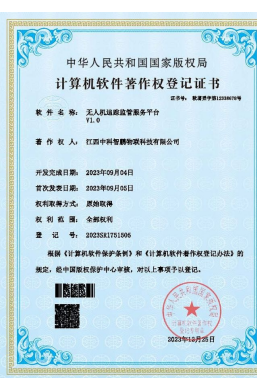 中华人民共和国国家版权局
计算机软件著作权登记证书
证书号： 软著登字第12338678号
软件名称： 无人机追踪监管服务平台
V1.0
著作权人： 江西中科智鹏物联科技有限公司
开发完成日期： 2023年09月04日
首次发表日期： 2023年09月05日
权利取得方式： 原始取得
权利范围： 全部权利
登记号： 2023SR1751505
根据《计算机软件保护条例》和《计算机软件著作权登记办法》的
规定，经中国版权保护中心审核，对以上事项予以登记。
2023年12月25日